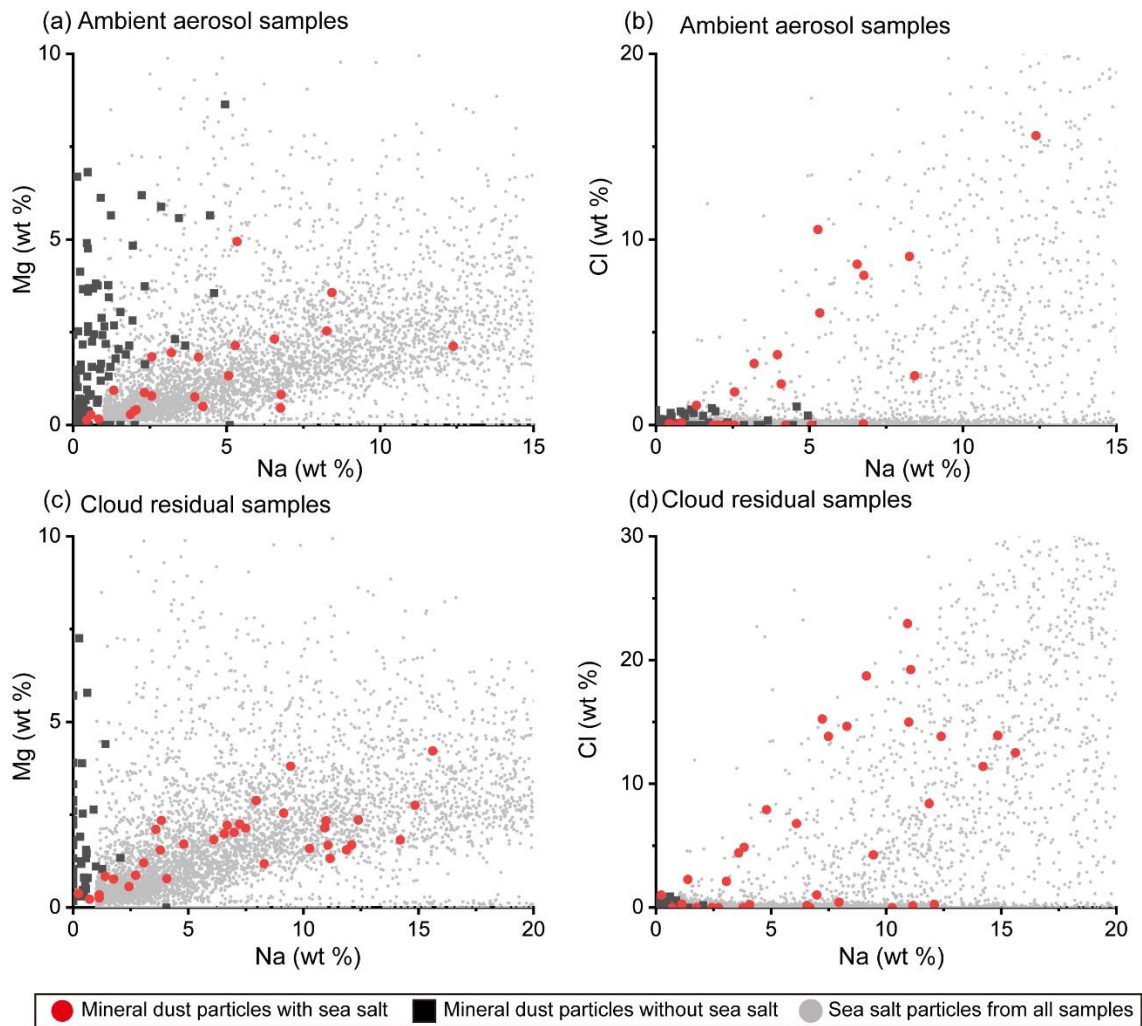 (a) Ambient aerosol samples
10
5
0
Mg (wt %)
0 5 10 15
Na (wt %)
(b) Ambient aerosol samples
20
10
0
Cl (wt %)
0 5 10 15
Na (wt %)
(c) Cloud residual samples
10
5
0
Mg (wt %)
0 5 10 15 20
Na (wt %)
(d) Cloud residual samples
30
20
10
0
Cl (wt %)
0 5 10 15 20
Na (wt %)
Mineral dust particles with sea salt Mineral dust particles without sea salt Sea salt particles from all samples